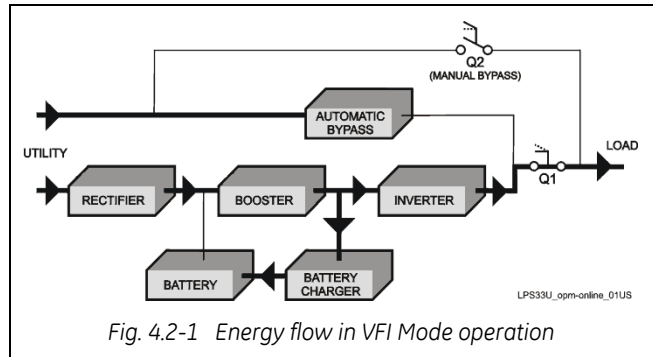 Q2
(MANUAL BYPASS)
AUTOMATIC
BYPASS
UTILITY
LOAD
Q1
RECTIFIER
BOOSTER
INVERTER
BATTERY
BATTERY
CHARGER
LPS33U_opm-online_01US
Fig. 4.2-1 Energy flow in VFI Mode operation